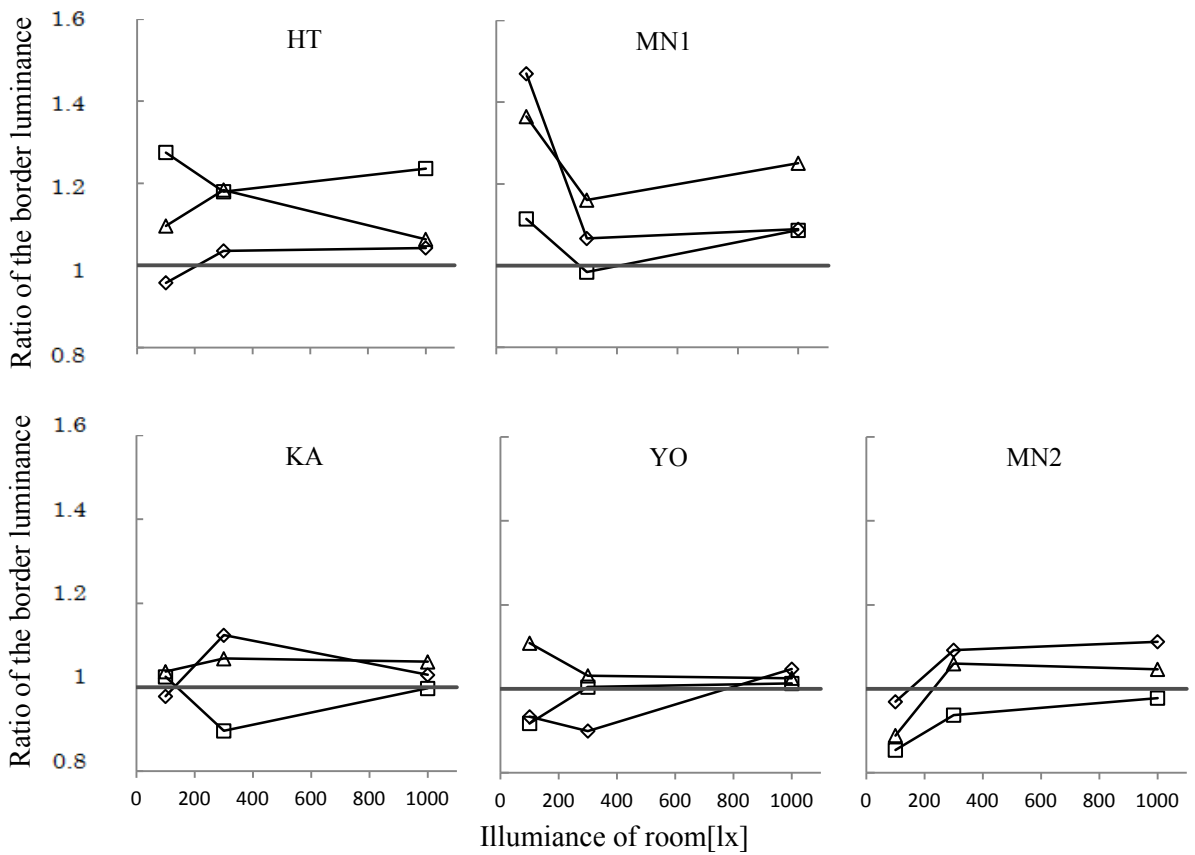 HT
MN1
Ratio of the border luminance
1.6
1.4
1.2
1
0.8
KA
YO
MN2
Ratio of the border luminance
1.6
1.4
1.2
1
0.8
0 200 400 600 800 1000
0 200 400 600 800 1000
0 200 400 600 800 1000
Illumiance of room[lx]